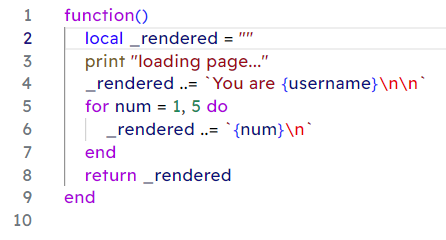 1 function()
2     local _rendered = ""
3     print "loading page..."
4     _rendered ..= `You are {username}\n\n`
5     for num = 1, 5 do
6         _rendered ..= `{num}\n`
7     end
8     return _rendered
9 end
10